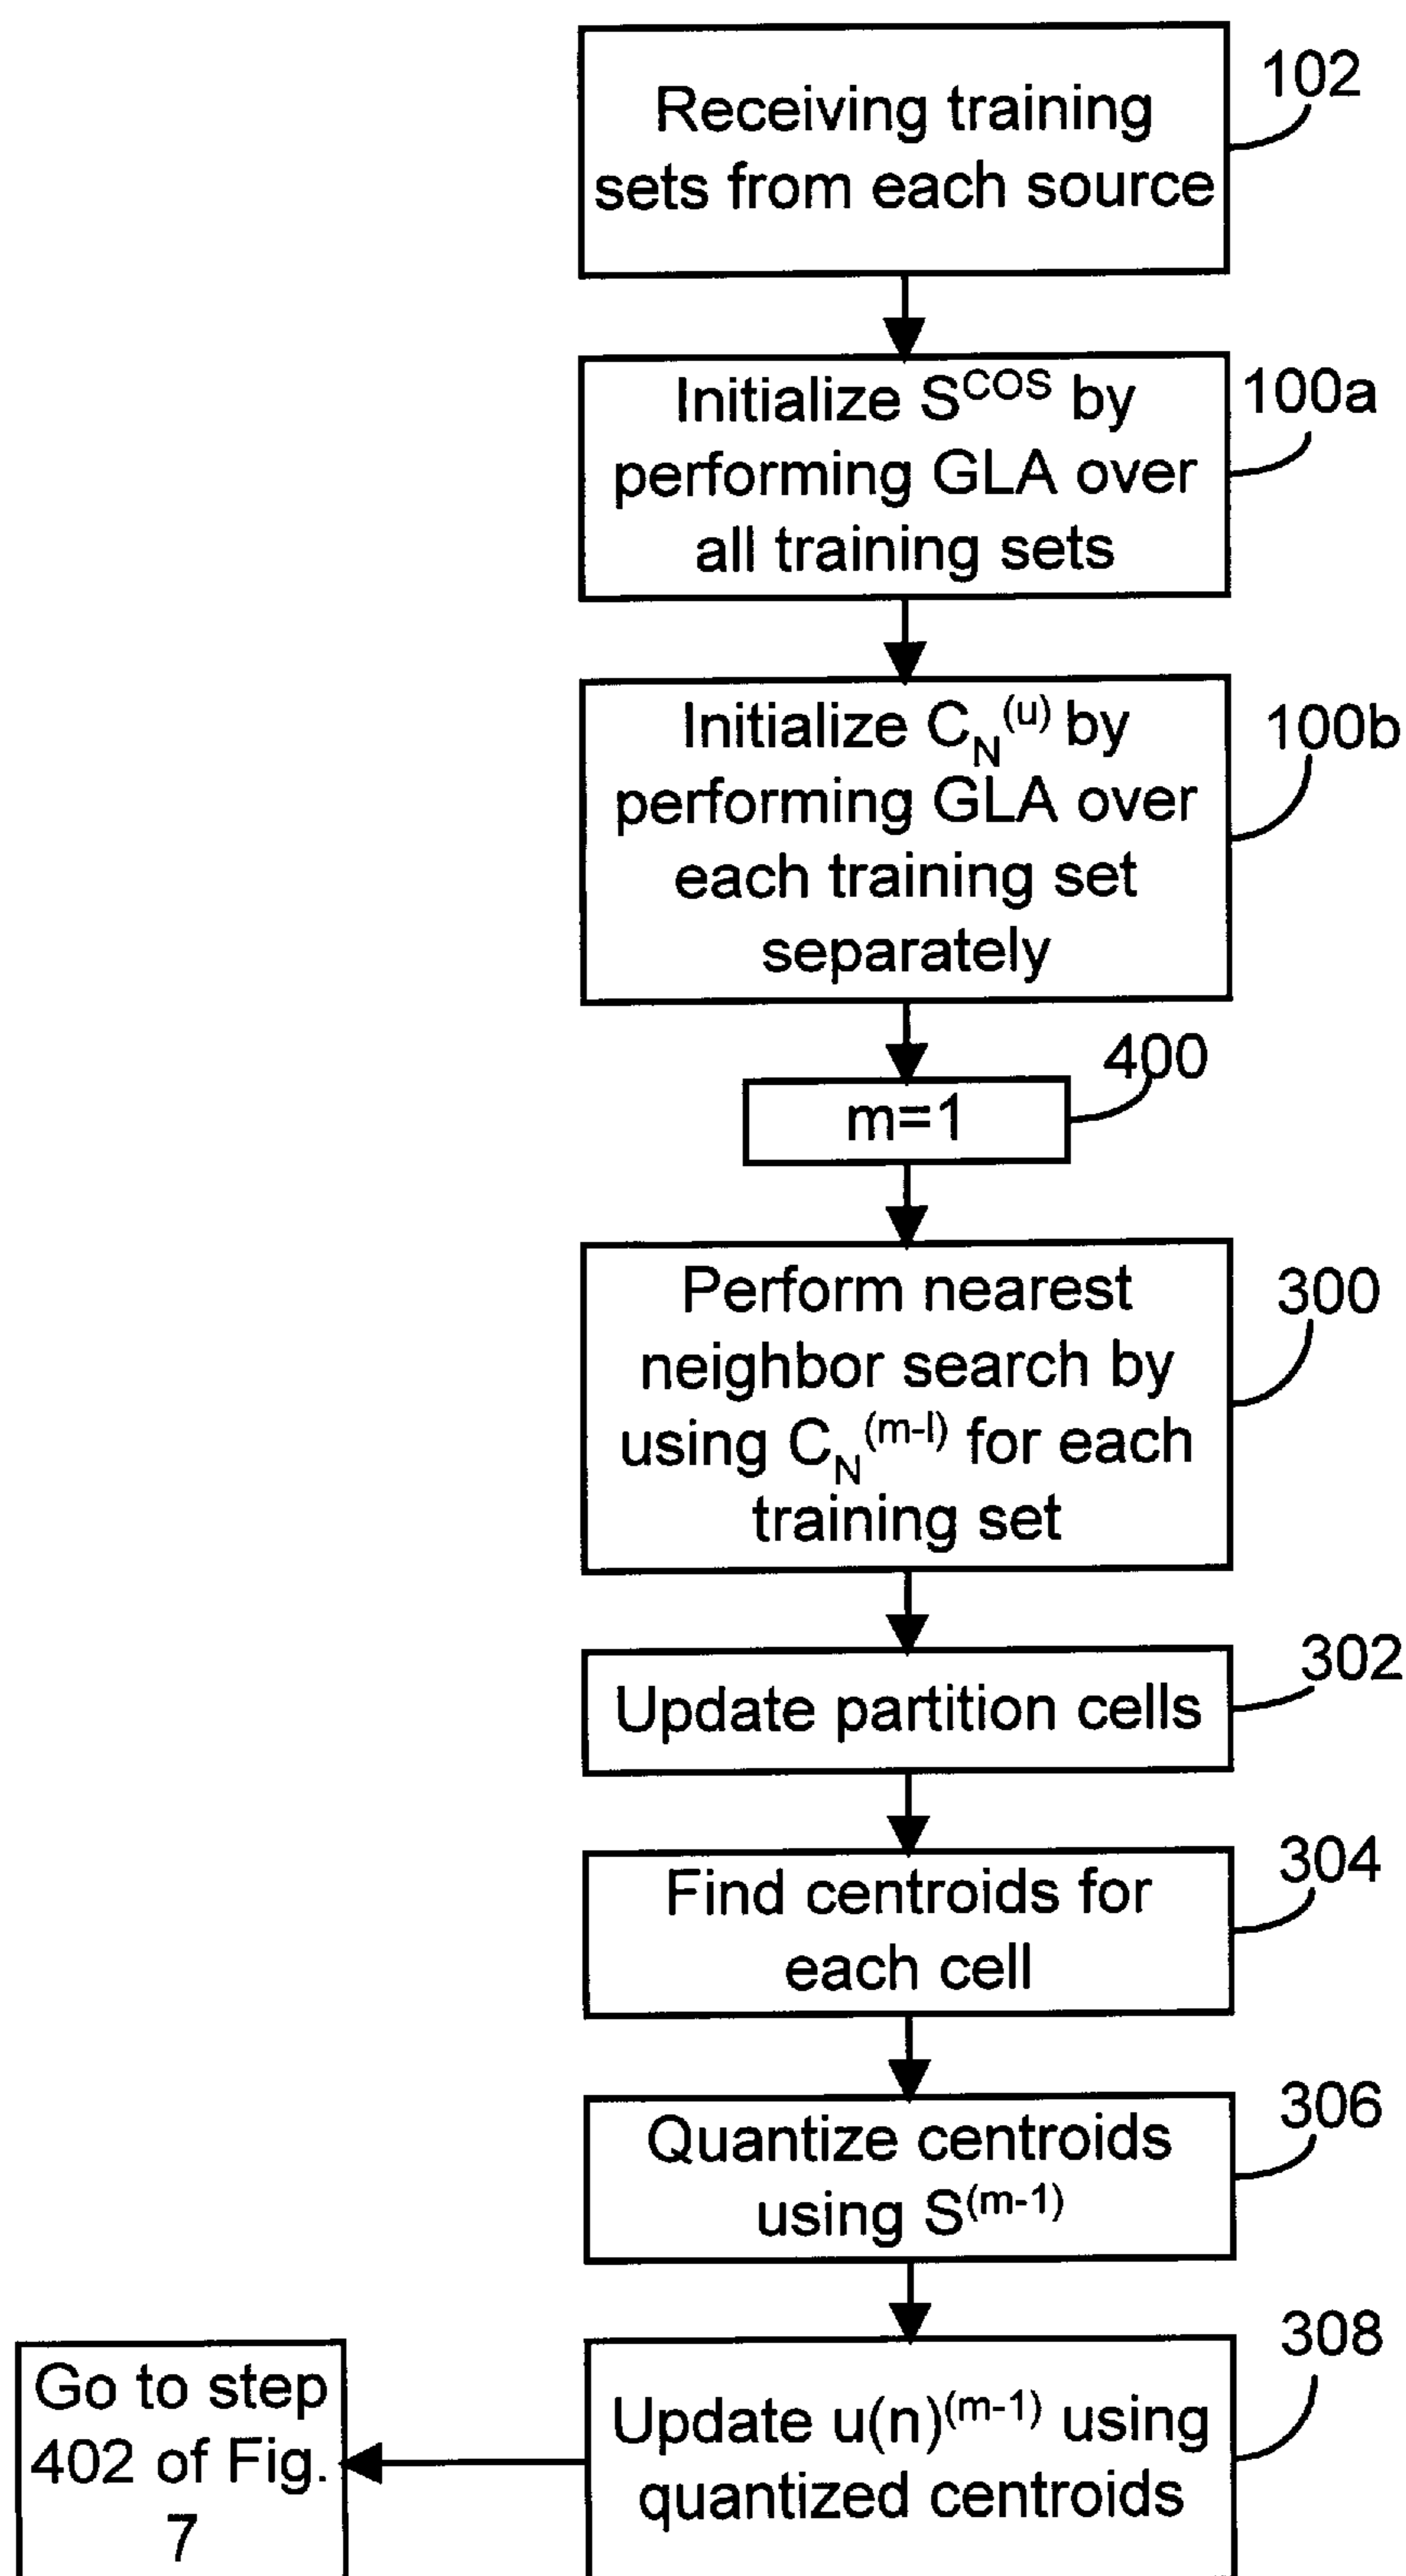 Receiving training
sets from each source
102
Initialize S^COS by
performing GLA over
all training sets
100a
Initialize C_N^(u) by
performing GLA over
each training set
separately
100b
m=1
400
Perform nearest
neighbor search by
using C_N^(m-l) for each
training set
300
Update partition cells
302
Find centroids for
each cell
304
Quantize centroids
using S^(m-1)
306
Update u(n)^(m-1) using
quantized centroids
308
Go to step
402 of Fig.
7